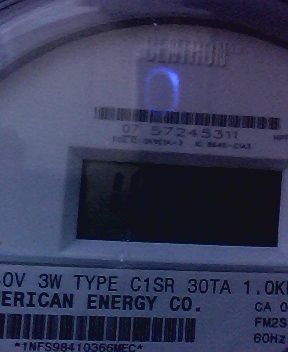 CENTRON
07 57245311
0V 3W TYPE C1SR 30TA 1.0K
ERICAN ENERGY CO.
CA 0
FM2S
60Hz
*1NFS98410366MEC*